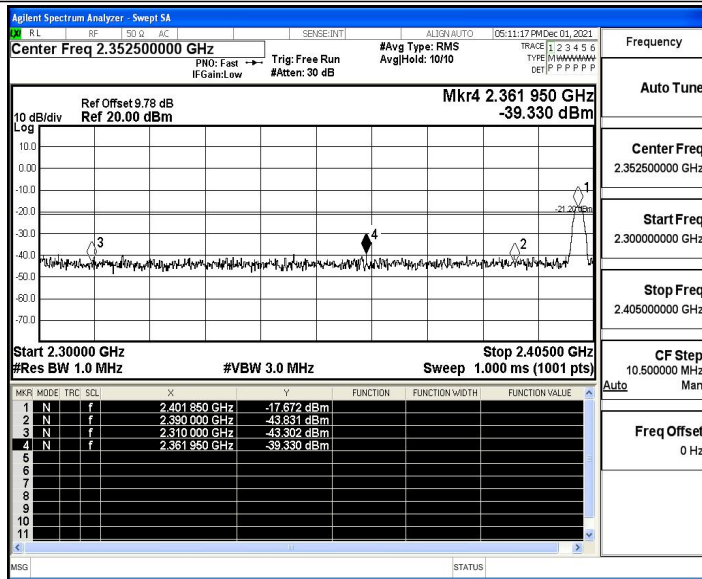 Agilent Spectrum Analyzer - Swept SA
RL RF 50 Ω AC SENSE:INT ALIGN AUTO 05:11:17 PM Dec 01, 2021
Center Freq 2.352500000 GHz
PNO: Fast
IFGain:Low
Trig: Free Run
#Atten: 30 dB
#Avg Type: RMS
Avg|Hold: 10/10
TRACE 1 2 3 4 5 6
TYPE M
DET P P P P P P
Ref Offset 9.78 dB
Ref 20.00 dBm
10 dB/div
Log
Mkr4 2.361 950 GHz
-39.330 dBm
10.0
0.00
-10.0
-20.0
-30.0
-40.0
-50.0
-60.0
-70.0
1
-21.20 dBm
3
4
2
Start 2.30000 GHz
Stop 2.40500 GHz
#Res BW 1.0 MHz
#VBW 3.0 MHz
Sweep 1.000 ms (1001 pts)
MKR MODE TRC SCL X Y FUNCTION FUNCTION WIDTH FUNCTION VALUE
1 N f 2.401 850 GHz -17.672 dBm
2 N f 2.390 000 GHz -43.831 dBm
3 N f 2.310 000 GHz -43.302 dBm
4 N f 2.361 950 GHz -39.330 dBm
5
6
7
8
9
10
11
MSG
STATUS
Frequency
Auto Tune
Center Freq
2.352500000 GHz
Start Freq
2.300000000 GHz
Stop Freq
2.405000000 GHz
CF Step
10.500000 MHz
Auto Man
Freq Offset
0 Hz